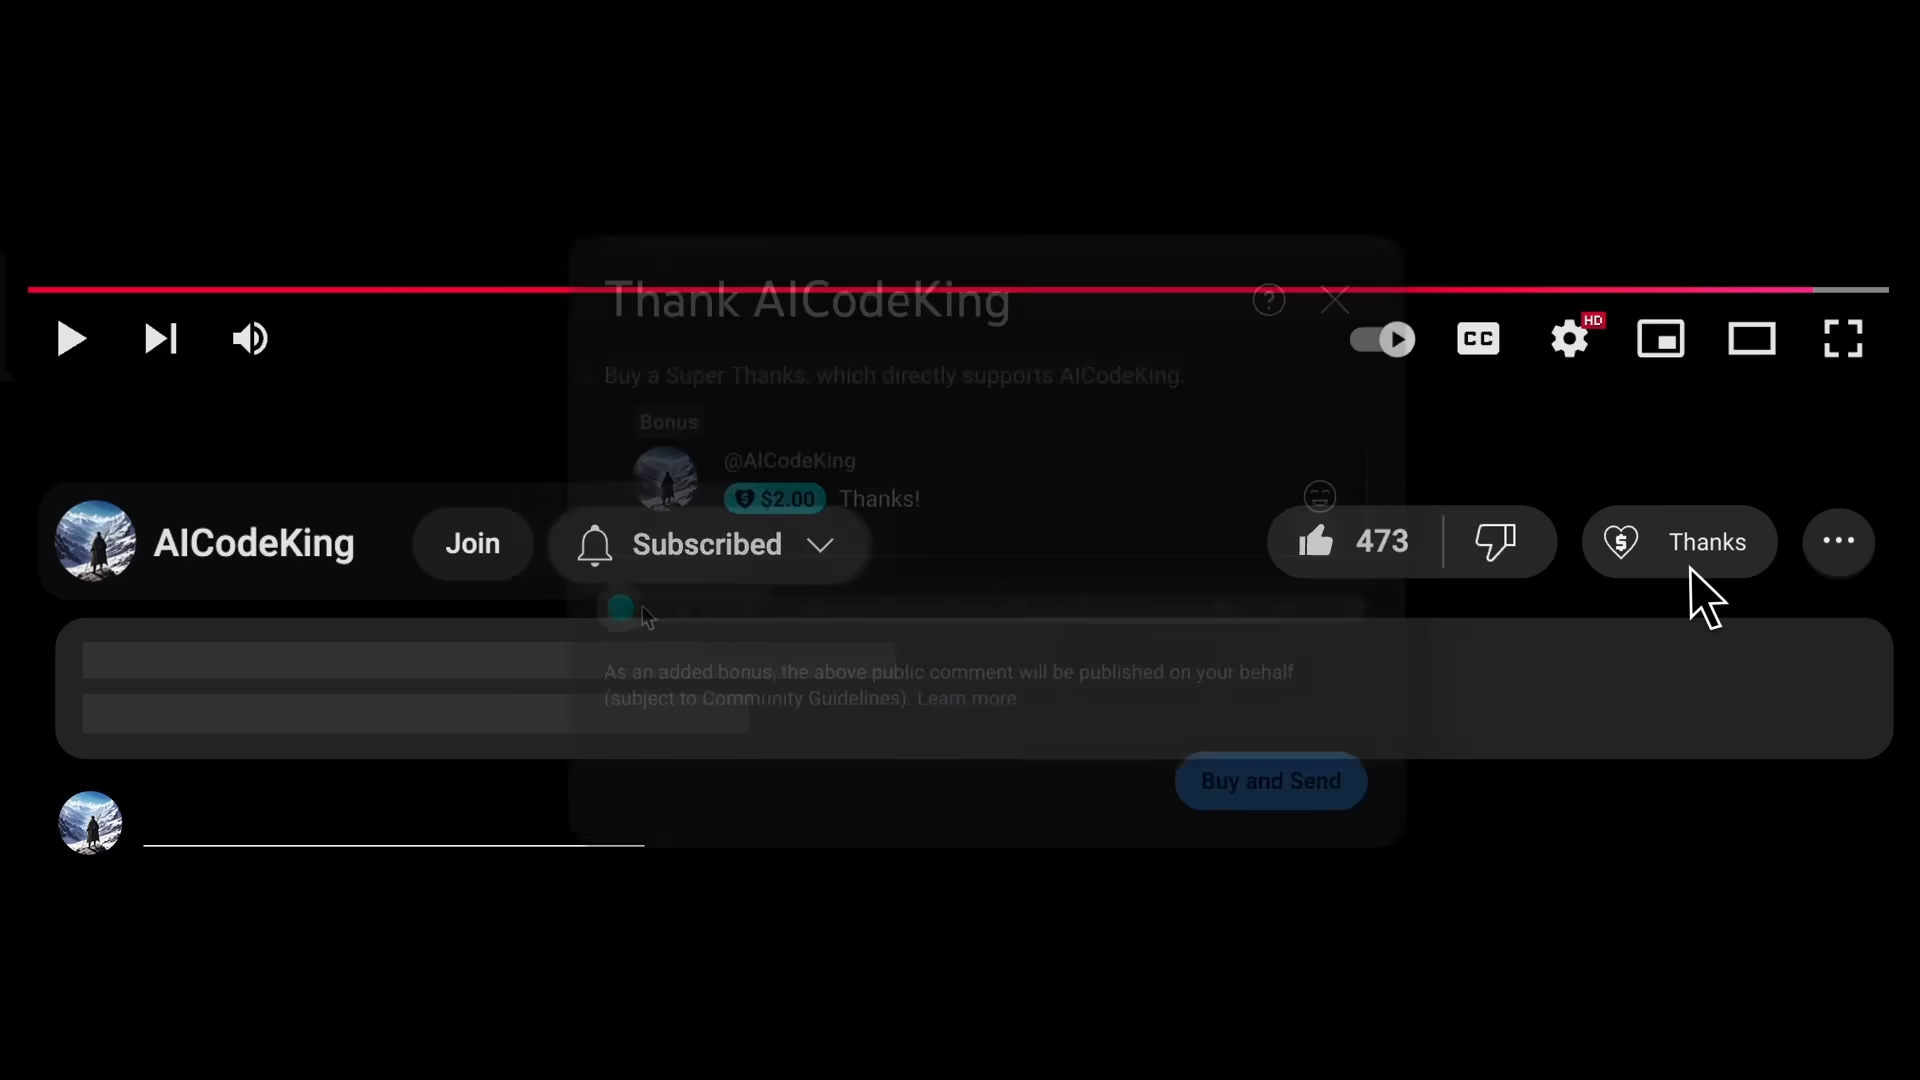 Thank AICodeKing
HD
CC
Buy a Super Thanks, which directly supports AICodeKing.
Bonus
@AICodeKing
$2.00 Thanks!
AICodeKing
Join
Subscribed
473
Thanks
As an added bonus, the above public comment will be published on your behalf
(subject to Community Guidelines). Learn more
Buy and Send